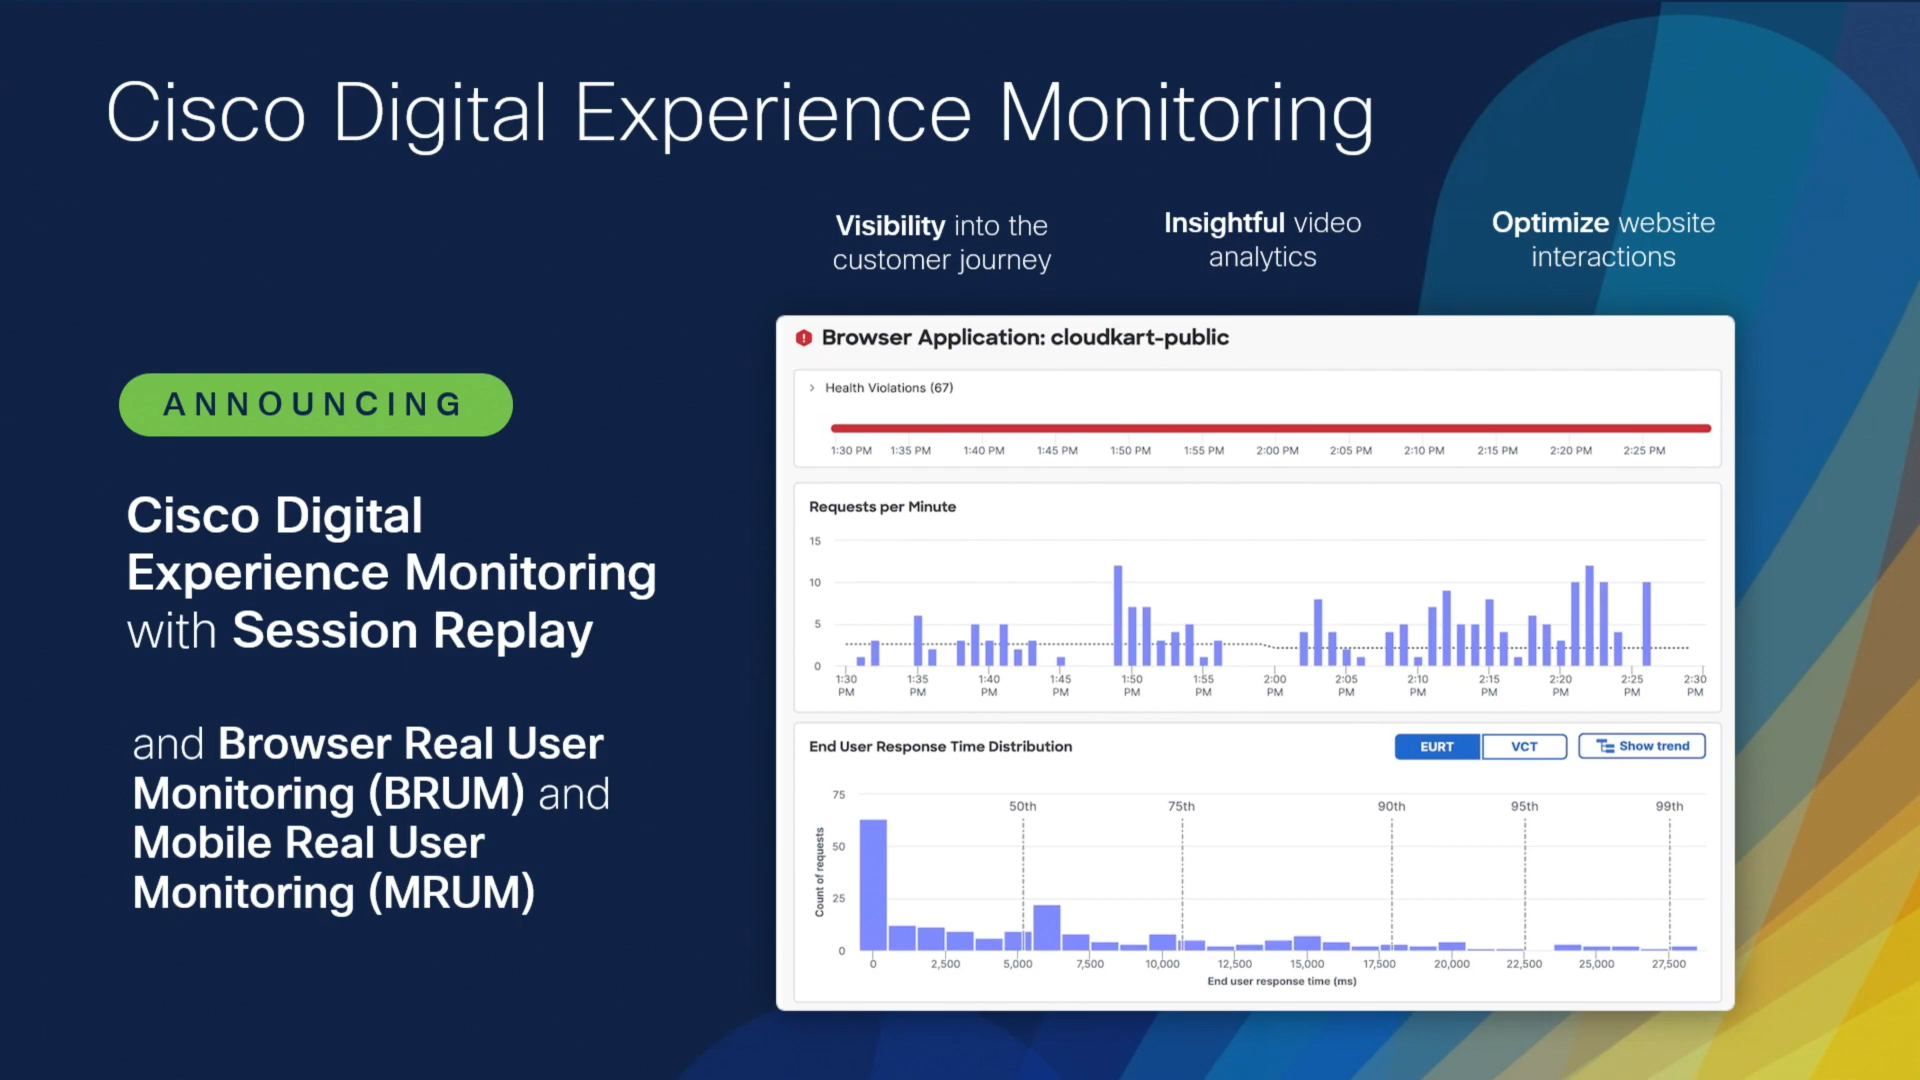 Cisco Digital Experience Monitoring
Visibility into the
customer journey
Insightful video
analytics
Optimize website
interactions
ANNOUNCING
Cisco Digital
Experience Monitoring
with Session Replay
and Browser Real User
Monitoring (BRUM) and
Mobile Real User
Monitoring (MRUM)
Browser Application: cloudkart-public
Health Violations (67)
1:30 PM 1:35 PM 1:40 PM 1:45 PM 1:50 PM 1:55 PM 2:00 PM 2:05 PM 2:10 PM 2:15 PM 2:20 PM 2:25 PM
Requests per Minute
15
10
5
0
1:30 1:35 1:40 1:45 1:50 1:55 2:00 2:05 2:10 2:15 2:20 2:25 2:30
PM PM PM PM PM PM PM PM PM PM PM PM PM
End User Response Time Distribution
EURT VCT Show trend
75
50th 75th 90th 95th 99th
50
25
0
Count of requests
0 2,500 5,000 7,500 10,000 12,500 15,000 17,500 20,000 22,500 25,000 27,500
End user response time (ms)